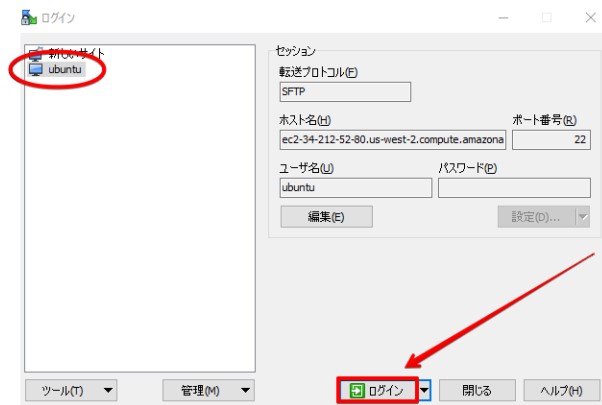 ログイン
新しいサイト
ubuntu
セッション
転送プロトコル(F)
SFTP
ホスト名(H)
ポート番号(R)
ec2-34-212-52-80.us-west-2.compute.amazona
22
ユーザ名(U)
パスワード(P)
ubuntu
編集(E)
設定(D)...
ツール(T)
管理(M)
ログイン
閉じる
ヘルプ(H)